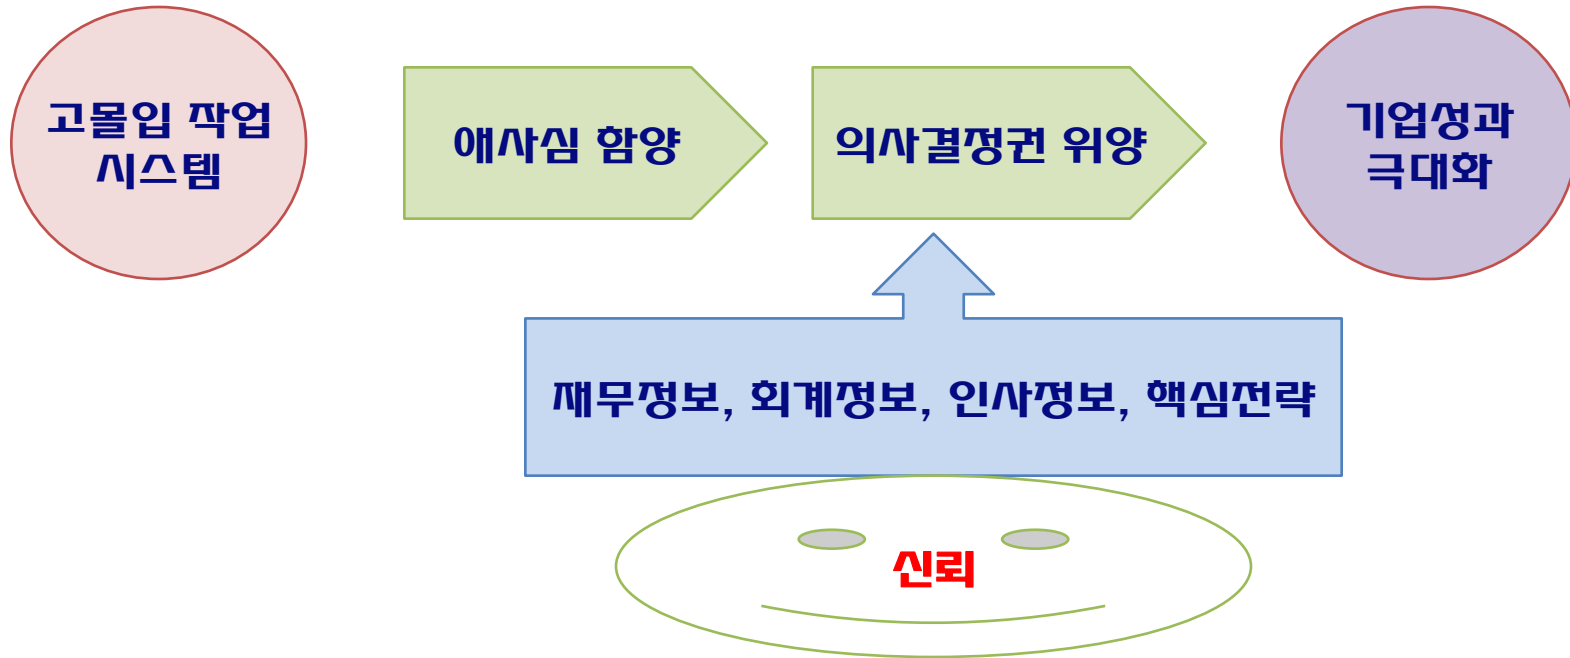 고몰입 작업
시스템
애사심 함양
의사결정권 위양
기업성과
극대화
재무정보, 회계정보, 인사정보, 핵심전략
신뢰